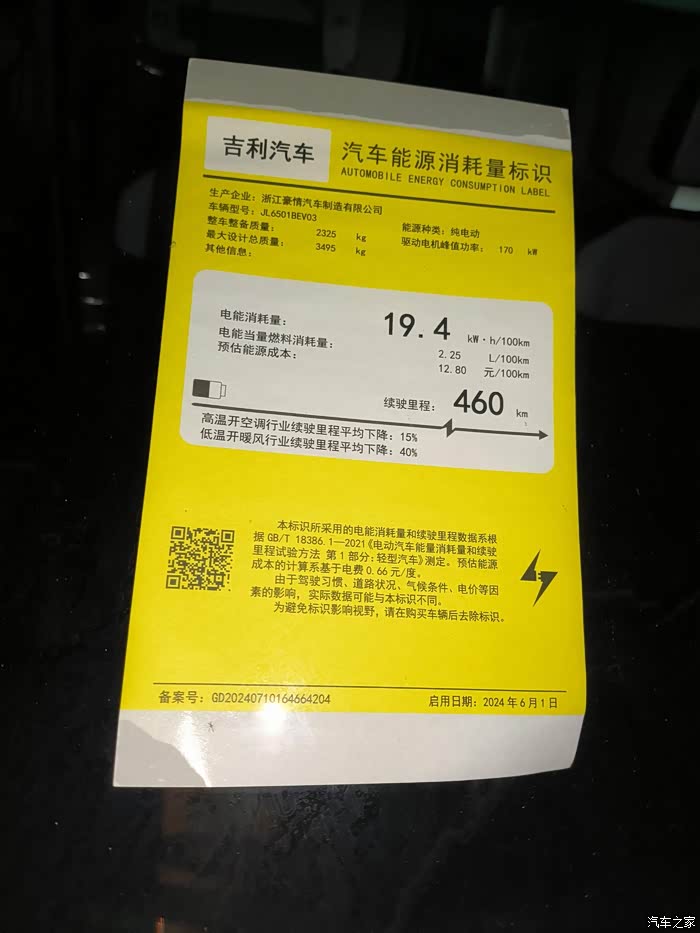 吉利汽车
汽车能源消耗量标识
AUTOMOBILE ENERGY CONSUMPTION LABEL
生产企业：浙江豪情汽车制造有限公司
车辆型号：JL6501BEV03
能源种类：纯电动
整车整备质量： 2325 kg
驱动电机峰值功率： 170 kW
最大设计总质量： 3495 kg
其他信息：
电能消耗量： 19.4 kW·h/100km
电能当量燃料消耗量： 2.25 L/100km
预估能源成本： 12.80 元/100km
续驶里程： 460 km
高温开空调行业续驶里程平均下降：15%
低温开暖风行业续驶里程平均下降：40%
本标识所采用的电能消耗量和续驶里程数据系根
据 GB/T 18386.1—2021《电动汽车能量消耗量和续驶
里程试验方法 第1部分：轻型汽车》测定。预估能源
成本的计算系基于电费 0.66 元/度。
由于驾驶习惯、道路状况、气候条件、电价等因
素的影响，实际数据可能与本标识不同。
为避免标识影响视野，请在购买车辆后去除标识。
备案号：GD20240710164664204
启用日期：2024 年 6 月 1 日
汽车之家